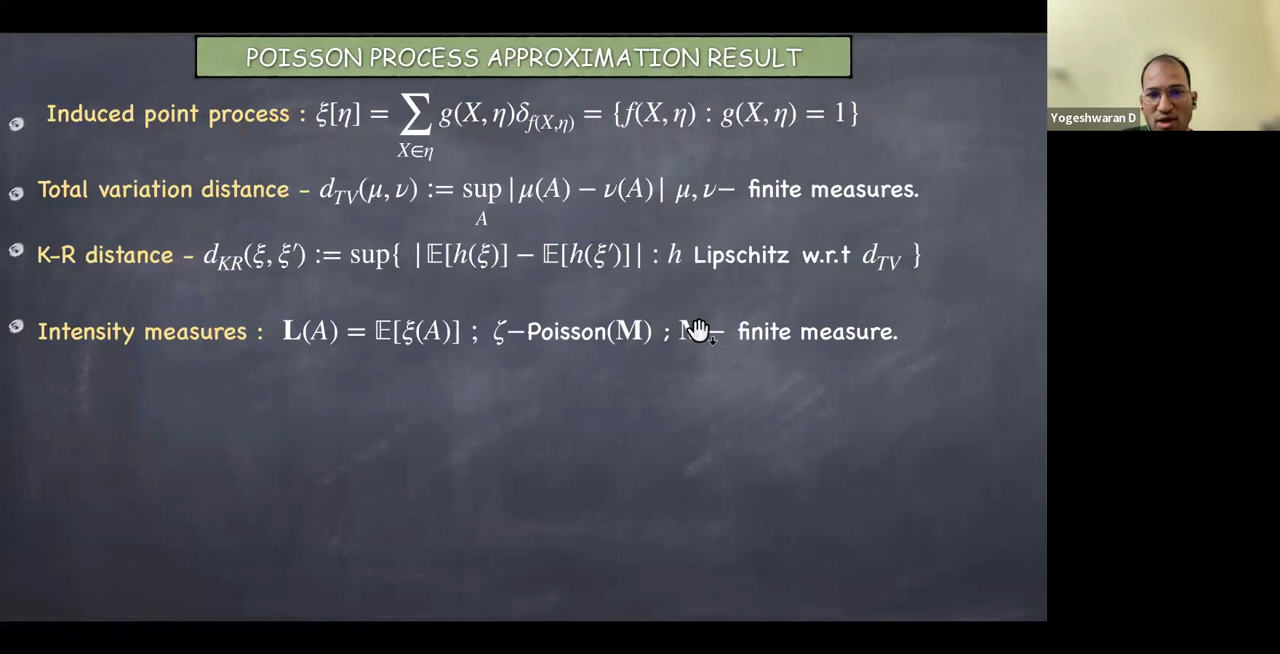 POISSON PROCESS APPROXIMATION RESULT
Induced point process : ξ[η] = ∑_{X∈η} g(X, η)δ_{f(X,η)} = {f(X, η) : g(X, η) = 1}
Total variation distance – d_{TV}(μ, ν) := sup_A |μ(A) − ν(A)| μ, ν− finite measures.
K-R distance – d_{KR}(ξ, ξ′) := sup{ |𝔼[h(ξ)] − 𝔼[h(ξ′)]| : h Lipschitz w.r.t d_{TV} }
Intensity measures : L(A) = 𝔼[ξ(A)] ; ζ−Poisson(M) ; − finite measure.
Yogeshwaran D